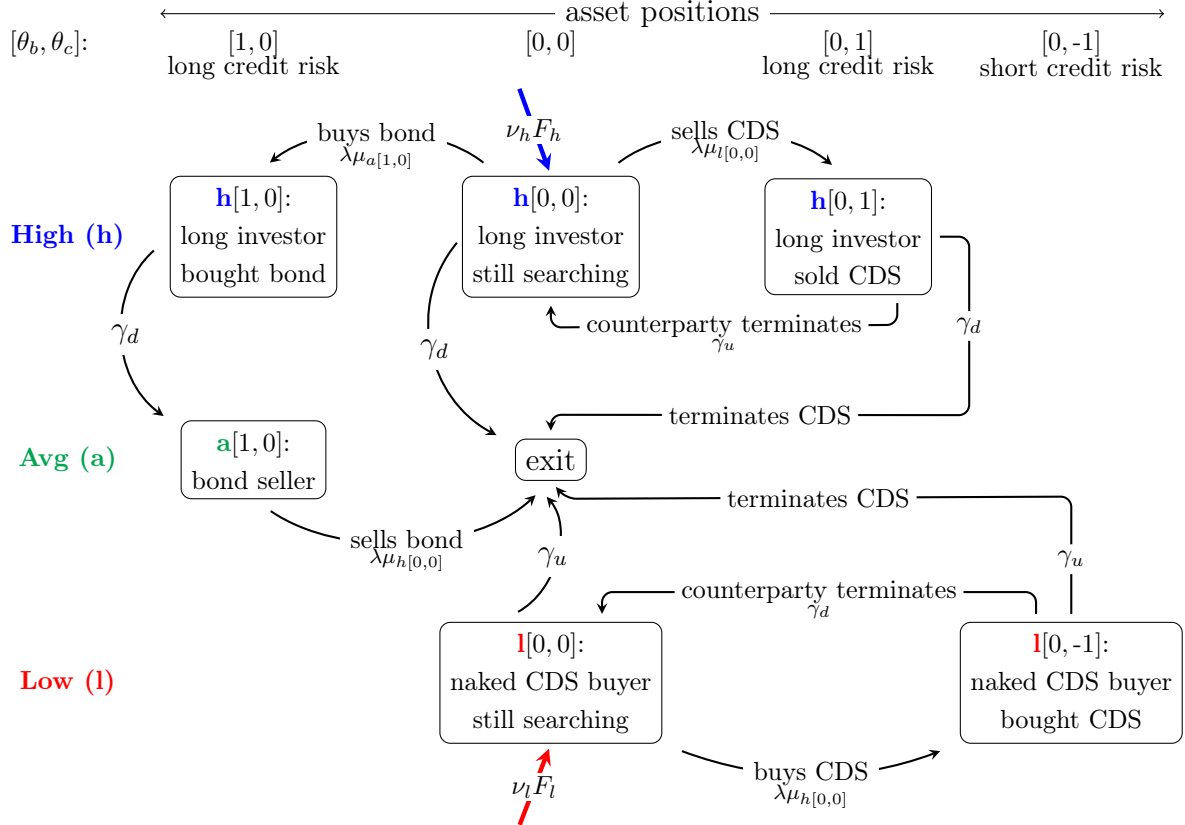 asset positions
[θ_b, θ_c]:
[1, 0]
long credit risk
[0, 0]
[0, 1]
long credit risk
[0, -1]
short credit risk
buys bond
λμ_{a[1,0]}
ν_h F_h
sells CDS
λμ_{l[0,0]}
High (h)
h[1, 0]:
long investor
bought bond
h[0, 0]:
long investor
still searching
h[0, 1]:
long investor
sold CDS
γ_d
γ_d
counterparty terminates
γ_u
γ_d
terminates CDS
Avg (a)
a[1, 0]:
bond seller
exit
terminates CDS
sells bond
λμ_{h[0,0]}
γ_u
γ_u
counterparty terminates
γ_d
Low (l)
l[0, 0]:
naked CDS buyer
still searching
l[0, -1]:
naked CDS buyer
bought CDS
ν_l F_l
buys CDS
λμ_{h[0,0]}